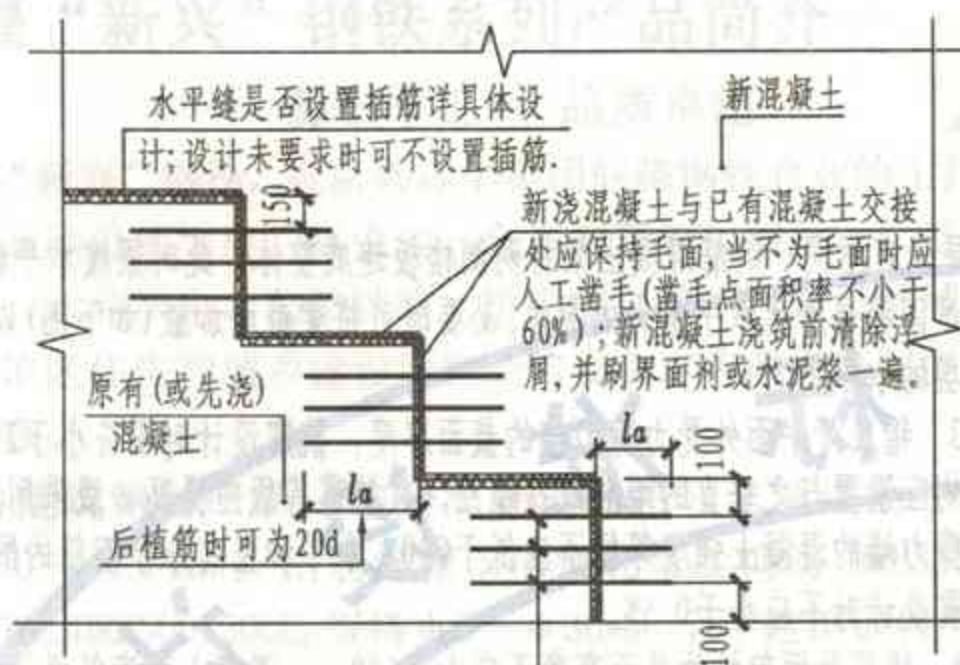 水平缝是否设置插筋详具体设
计;设计未要求时可不设置插筋.
新混凝土
150
新浇混凝土与已有混凝土交接
处应保持毛面,当不为毛面时应
人工凿毛(凿毛点面积率不小于
60%);新混凝土浇筑前清除浮
屑,并刷界面剂或水泥浆一遍。
原有(或先浇)
混凝土
la
la
100
后植筋时可为20d
100